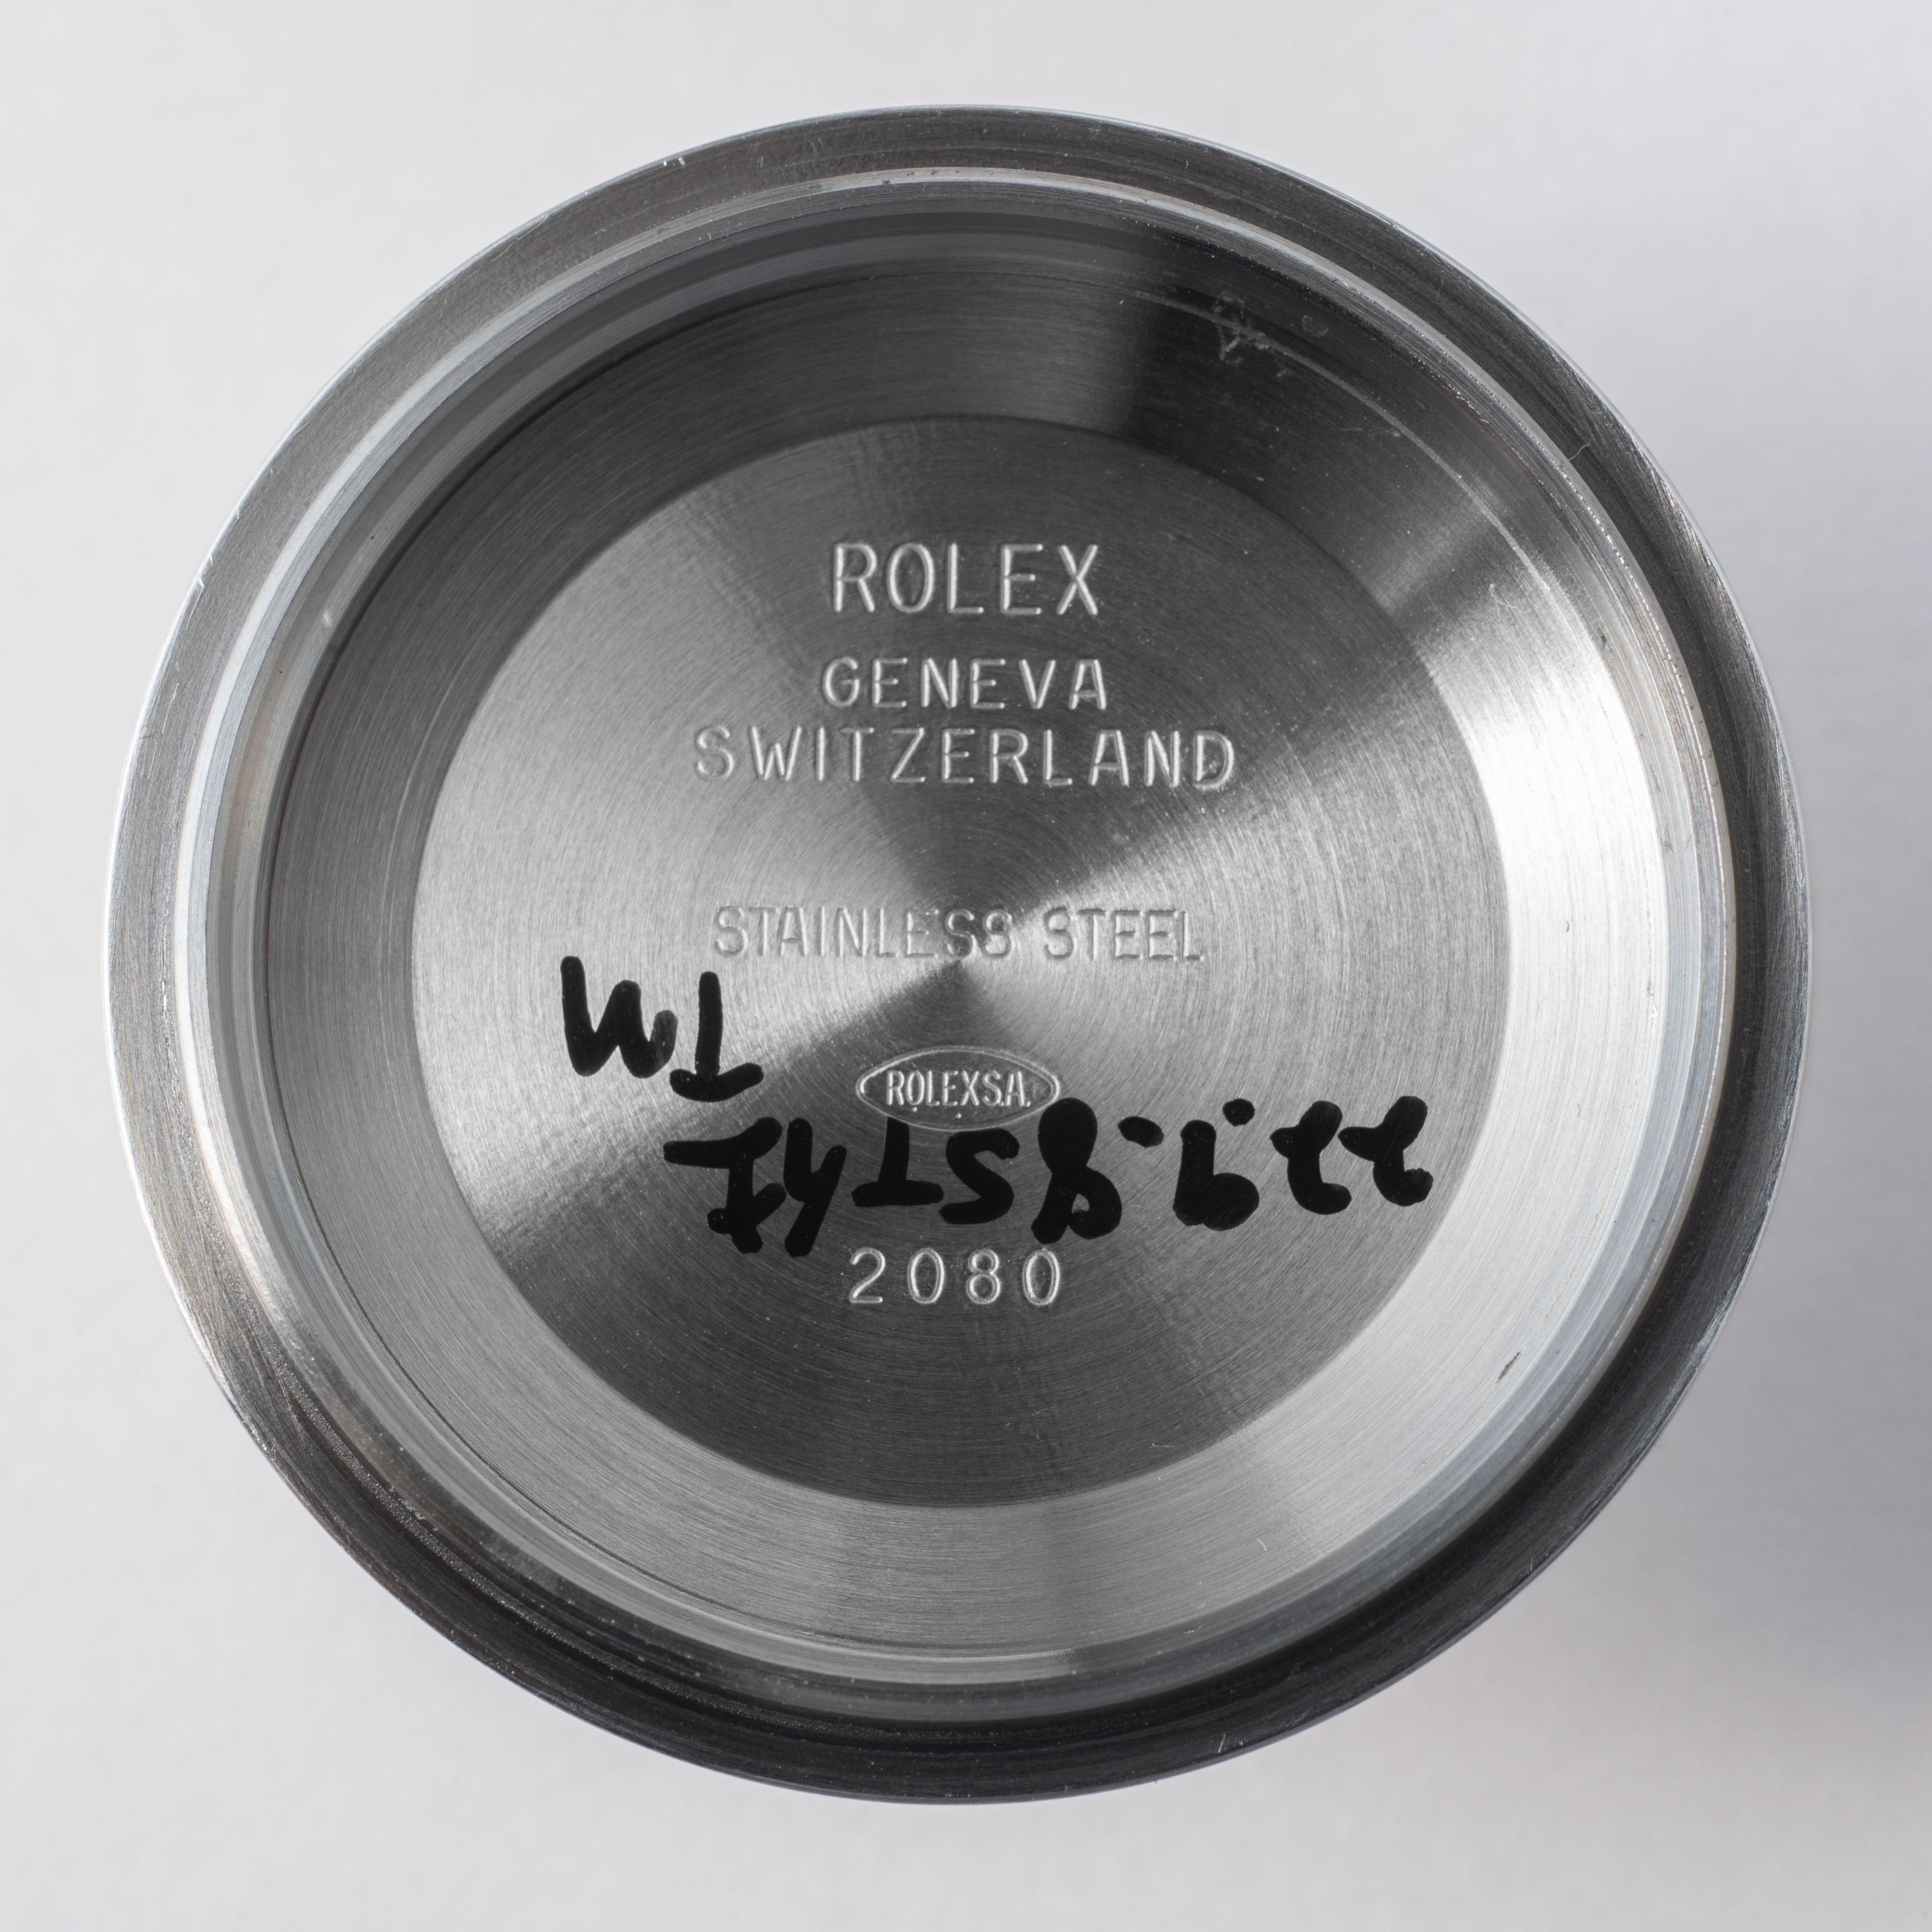 ROLEX
GENEVA
SWITZERLAND
STAINLESS STEEL
ROLEX S.A.
2080
TM